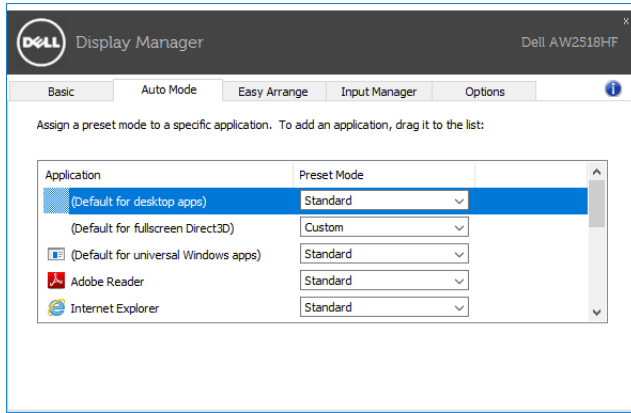 DELL Display Manager Dell AW2518HF
Basic Auto Mode Easy Arrange Input Manager Options
Assign a preset mode to a specific application. To add an application, drag it to the list:
Application Preset Mode
(Default for desktop apps) Standard
(Default for fullscreen Direct3D) Custom
(Default for universal Windows apps) Standard
Adobe Reader Standard
Internet Explorer Standard